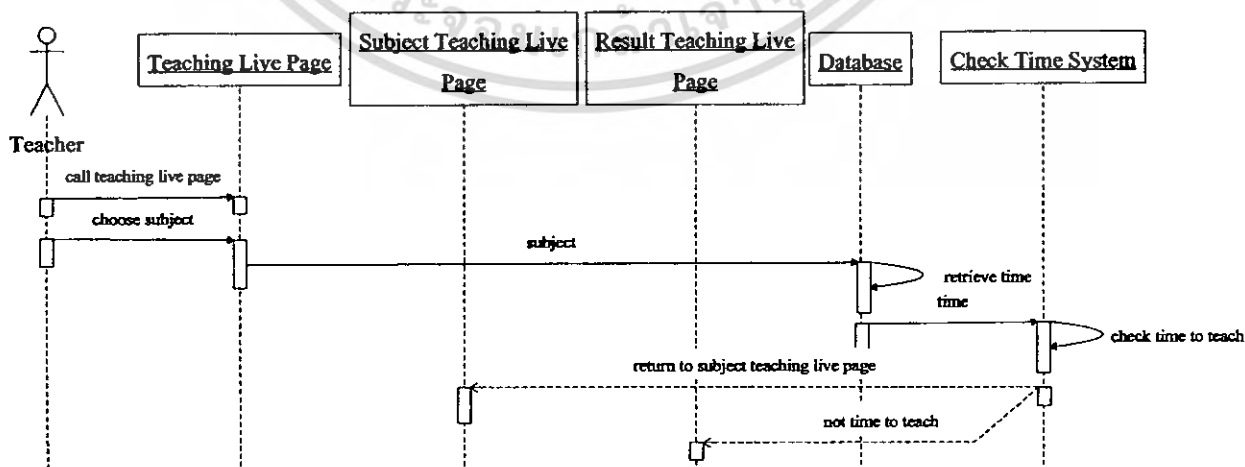 Teaching Live Page
Subject Teaching Live
Page
Result Teaching Live
Page
Database
Check Time System
Teacher
call teaching live page
choose subject
subject
retrieve time
time
check time to teach
return to subject teaching live page
not time to teach